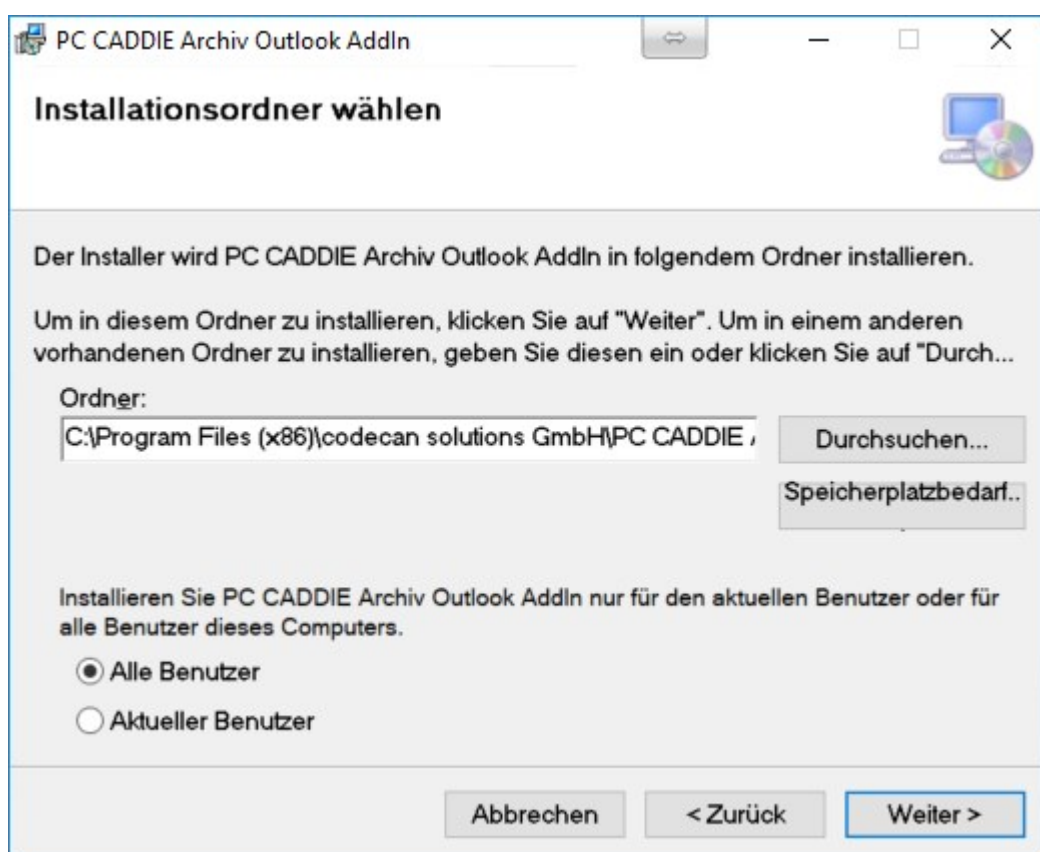 PC CADDIE Archiv Outlook AddIn
Installationsordner wählen
Der Installer wird PC CADDIE Archiv Outlook AddIn in folgendem Ordner installieren.
Um in diesem Ordner zu installieren, klicken Sie auf "Weiter". Um in einem anderen
vorhandenen Ordner zu installieren, geben Sie diesen ein oder klicken Sie auf "Durch...
Ordner:
C:\Program Files (x86)\codecan solutions GmbH\PC CADDIE
Durchsuchen...
Speicherplatzbedarf..
Installieren Sie PC CADDIE Archiv Outlook AddIn nur für den aktuellen Benutzer oder für
alle Benutzer dieses Computers.
Alle Benutzer
Aktueller Benutzer
Abbrechen
< Zurück
Weiter >